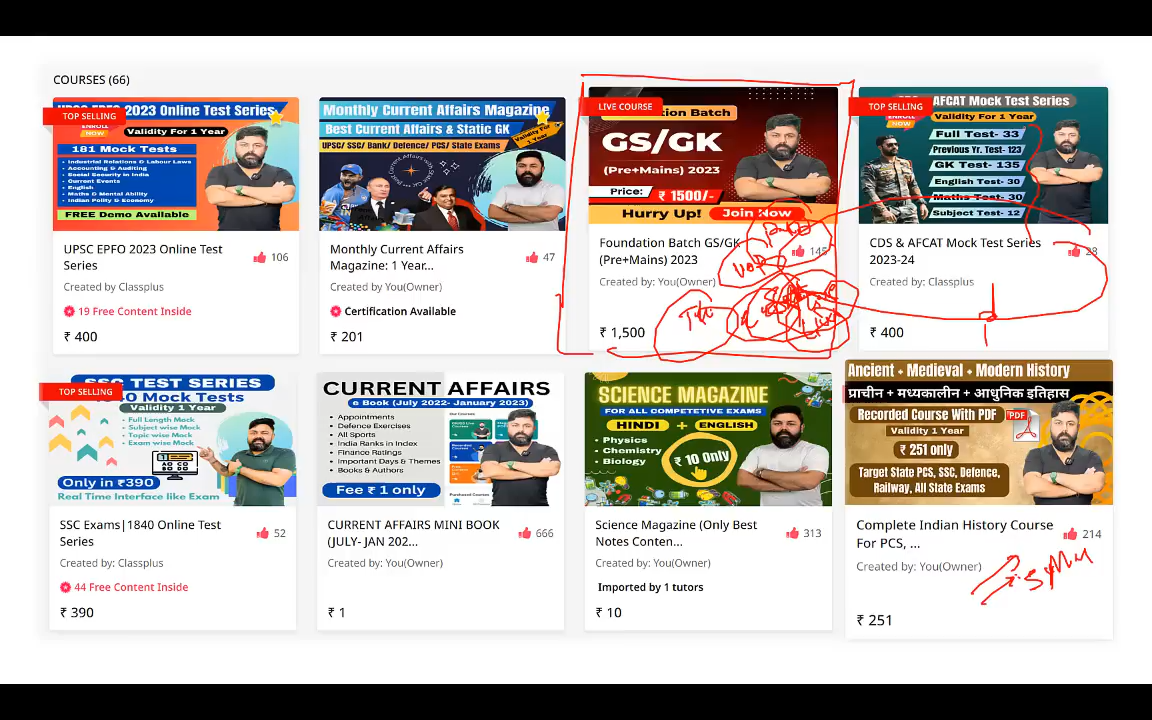 COURSES (66)
TOP SELLING
UPSC EPFO 2023 Online Test Series
ENROLL
NOW
Validity For 1 Year
181 Mock Tests
Industrial Relations & Labour Laws
Accounting & Auditing
Social Security in India
Current Events
English
Maths & Mental Ability
Indian Polity & Economy
FREE Demo Available
UPSC EPFO 2023 Online Test
Series
106
Created by Classplus
19 Free Content Inside
₹ 400
Monthly Current Affairs Magazine
Best Current Affairs & Static GK
Validity For
1 Year
UPSC/ SSC/ Bank/ Defence/ PCS/ State Exams
Monthly Current Affairs
Magazine: 1 Year...
47
Created by: You(Owner)
Certification Available
₹ 201
LIVE COURSE
Foundation Batch
GS/GK
(Pre+Mains) 2023
Price:
₹ 1500/-
Hurry Up!
Join Now
Foundation Batch GS/GK
(Pre+Mains) 2023
145
Created by: You(Owner)
₹ 1,500
TOP SELLING
AFCAT Mock Test Series
NOW
Validity For 1 Year
Full Test- 33
Previous Yr. Test- 123
GK Test- 135
English Test- 30
Maths Test- 30
Subject Test- 12
CDS & AFCAT Mock Test Series
2023-24
28
Created by: Classplus
₹ 400
TOP SELLING
SSC TEST SERIES
Mock Tests
Validity 1 Year
Full Length Mock
Subject wise Mock
Topic wise Mock
Exam wise Mock
Only in ₹390
Real Time Interface like Exam
SSC Exams|1840 Online Test
Series
52
Created by: Classplus
44 Free Content Inside
₹ 390
CURRENT AFFAIRS
e Book (July 2022- January 2023)
Appointments
Defence Exercises
All Sports
India Ranks in Index
Finance Ratings
Important Days & Themes
Books & Authors
Fee ₹ 1 only
CURRENT AFFAIRS MINI BOOK
(JULY- JAN 202...
666
Created by: You(Owner)
₹ 1
SCIENCE MAGAZINE
FOR ALL COMPETETIVE EXAMS
HINDI + ENGLISH
Physics
Chemistry
Biology
₹ 10 Only
Science Magazine (Only Best
Notes Conten...
313
Created by: You(Owner)
Imported by 1 tutors
₹ 10
Ancient + Medieval + Modern History
प्राचीन + मध्यकालीन + आधुनिक इतिहास
Recorded Course With PDF
PDF
Validity 1 Year
₹ 251 only
Target State PCS, SSC, Defence,
Railway, All State Exams
Complete Indian History Course
For PCS, ...
214
Created by: You(Owner)
₹ 251